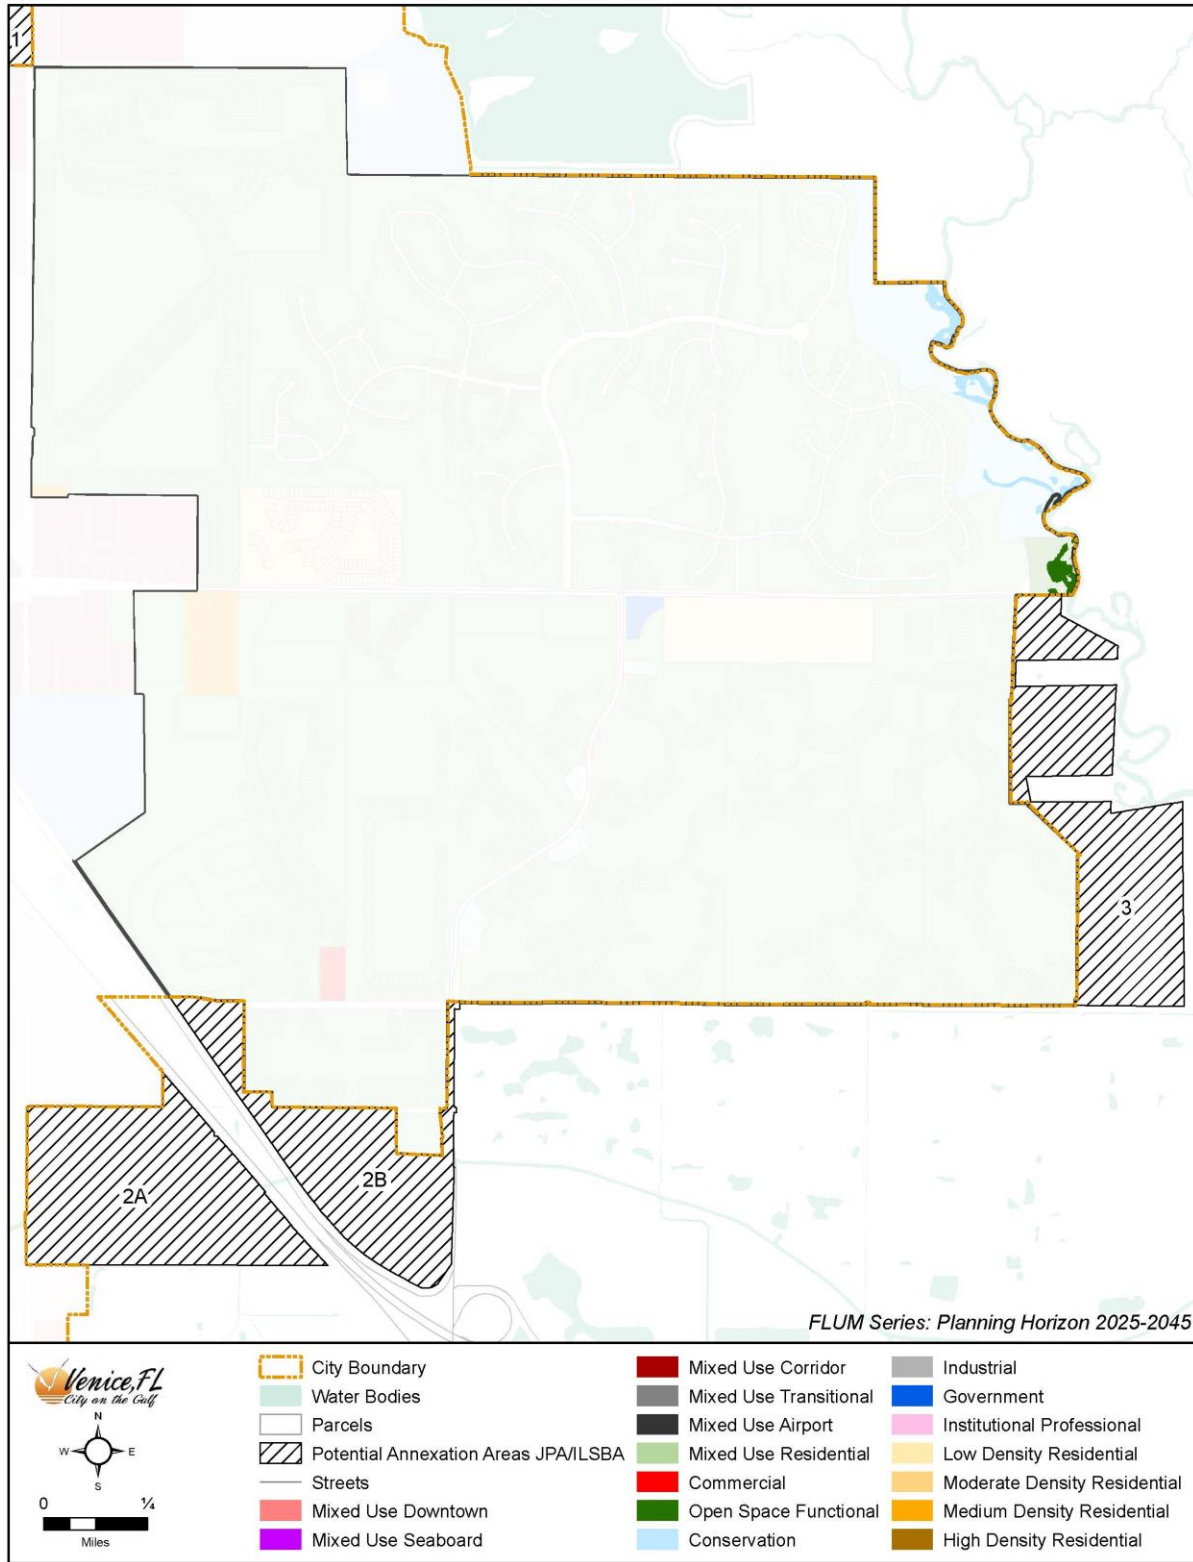 1
3
2B
2A
FLUM Series: Planning Horizon 2025-2045
Venice, FL
City on the Gulf
N
W
E
S
0
¼
Miles
City Boundary
Water Bodies
Parcels
Potential Annexation Areas JPA/ILSBA
Streets
Mixed Use Downtown
Mixed Use Seaboard
Mixed Use Corridor
Mixed Use Transitional
Mixed Use Airport
Mixed Use Residential
Commercial
Open Space Functional
Conservation
Industrial
Government
Institutional Professional
Low Density Residential
Moderate Density Residential
Medium Density Residential
High Density Residential